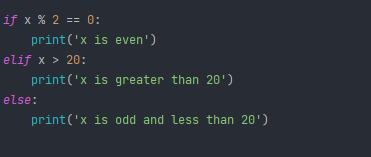 if x % 2 == 0:
    print('x is even')
elif x > 20:
    print('x is greater than 20')
else:
    print('x is odd and less than 20')